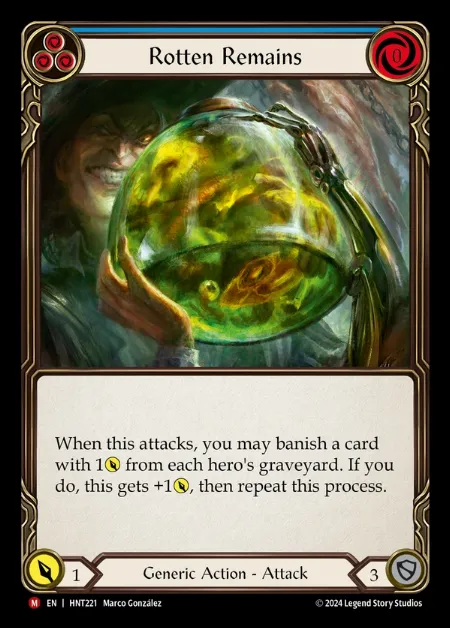 Rotten Remains
0
When this attacks, you may banish a card
with 1 from each hero's graveyard. If you
do, this gets +1, then repeat this process.
1
Generic Action - Attack
3
M EN | HNT221 Marco González
© 2024 Legend Story Studios